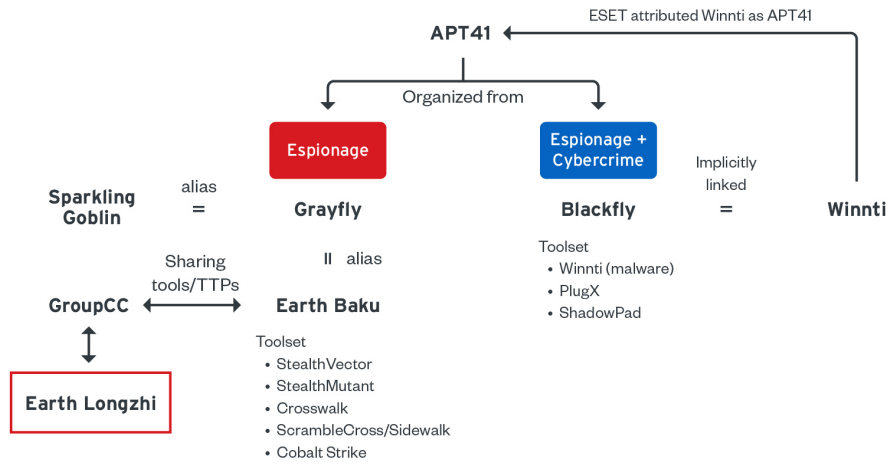 ESET attributed Winnti as APT41
APT41
Organized from
Espionage
Espionage +
Cybercrime
Implicitly
linked
Sparkling
Goblin
alias
=
Grayfly
Blackfly
=
Winnti
= alias
Toolset
• Winnti (malware)
• PlugX
• ShadowPad
Sharing
tools/TTPs
GroupCC
Earth Baku
Toolset
• StealthVector
• StealthMutant
• Crosswalk
• ScrambleCross/Sidewalk
• Cobalt Strike
Earth Longzhi